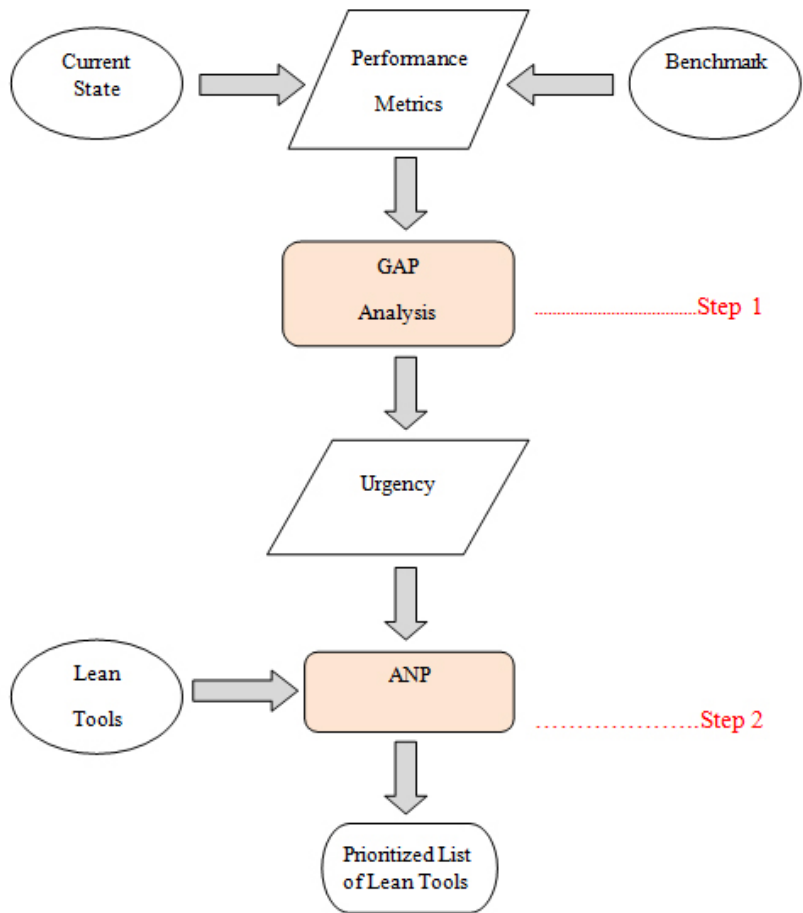 Current
State
Performance
Metrics
Benchmark
GAP
Analysis
.................................................Step 1
Urgency
Lean
Tools
ANP
......................Step 2
Prioritized List
of Lean Tools